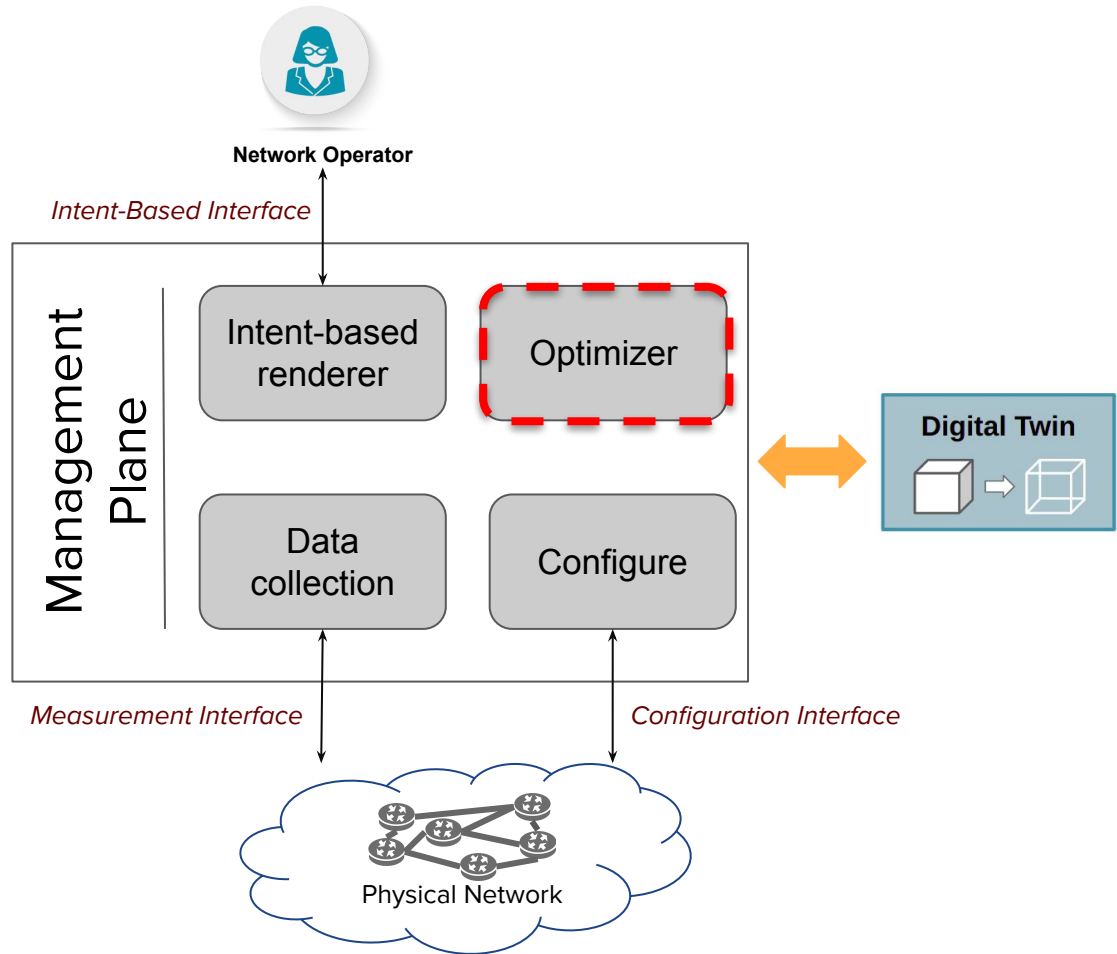 Network Operator
Intent-Based Interface
Management
Plane
Intent-based
renderer
Optimizer
Data
collection
Configure
Digital Twin
Measurement Interface
Configuration Interface
Physical Network